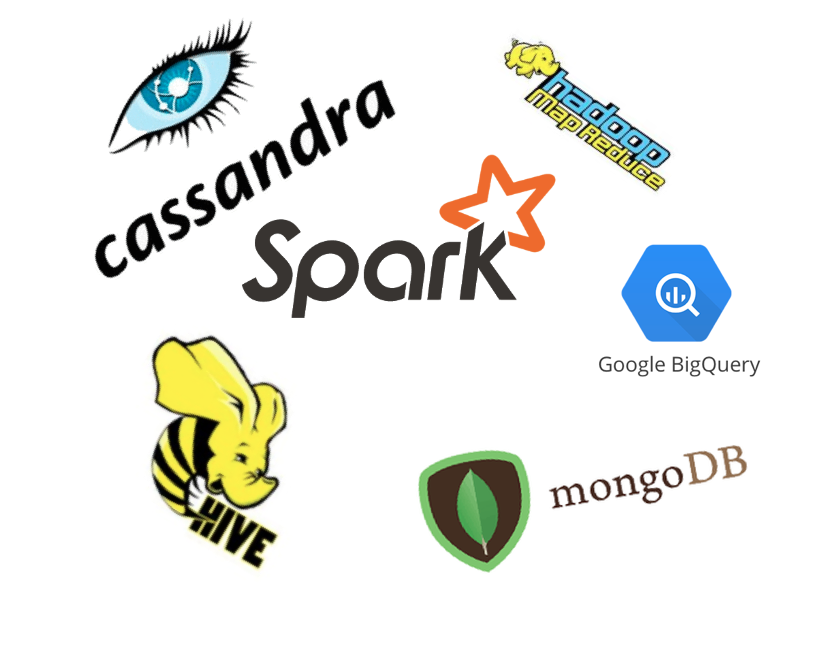 cassandra
hadoop
Map Reduce
Spark
Google BigQuery
HIVE
mongoDB